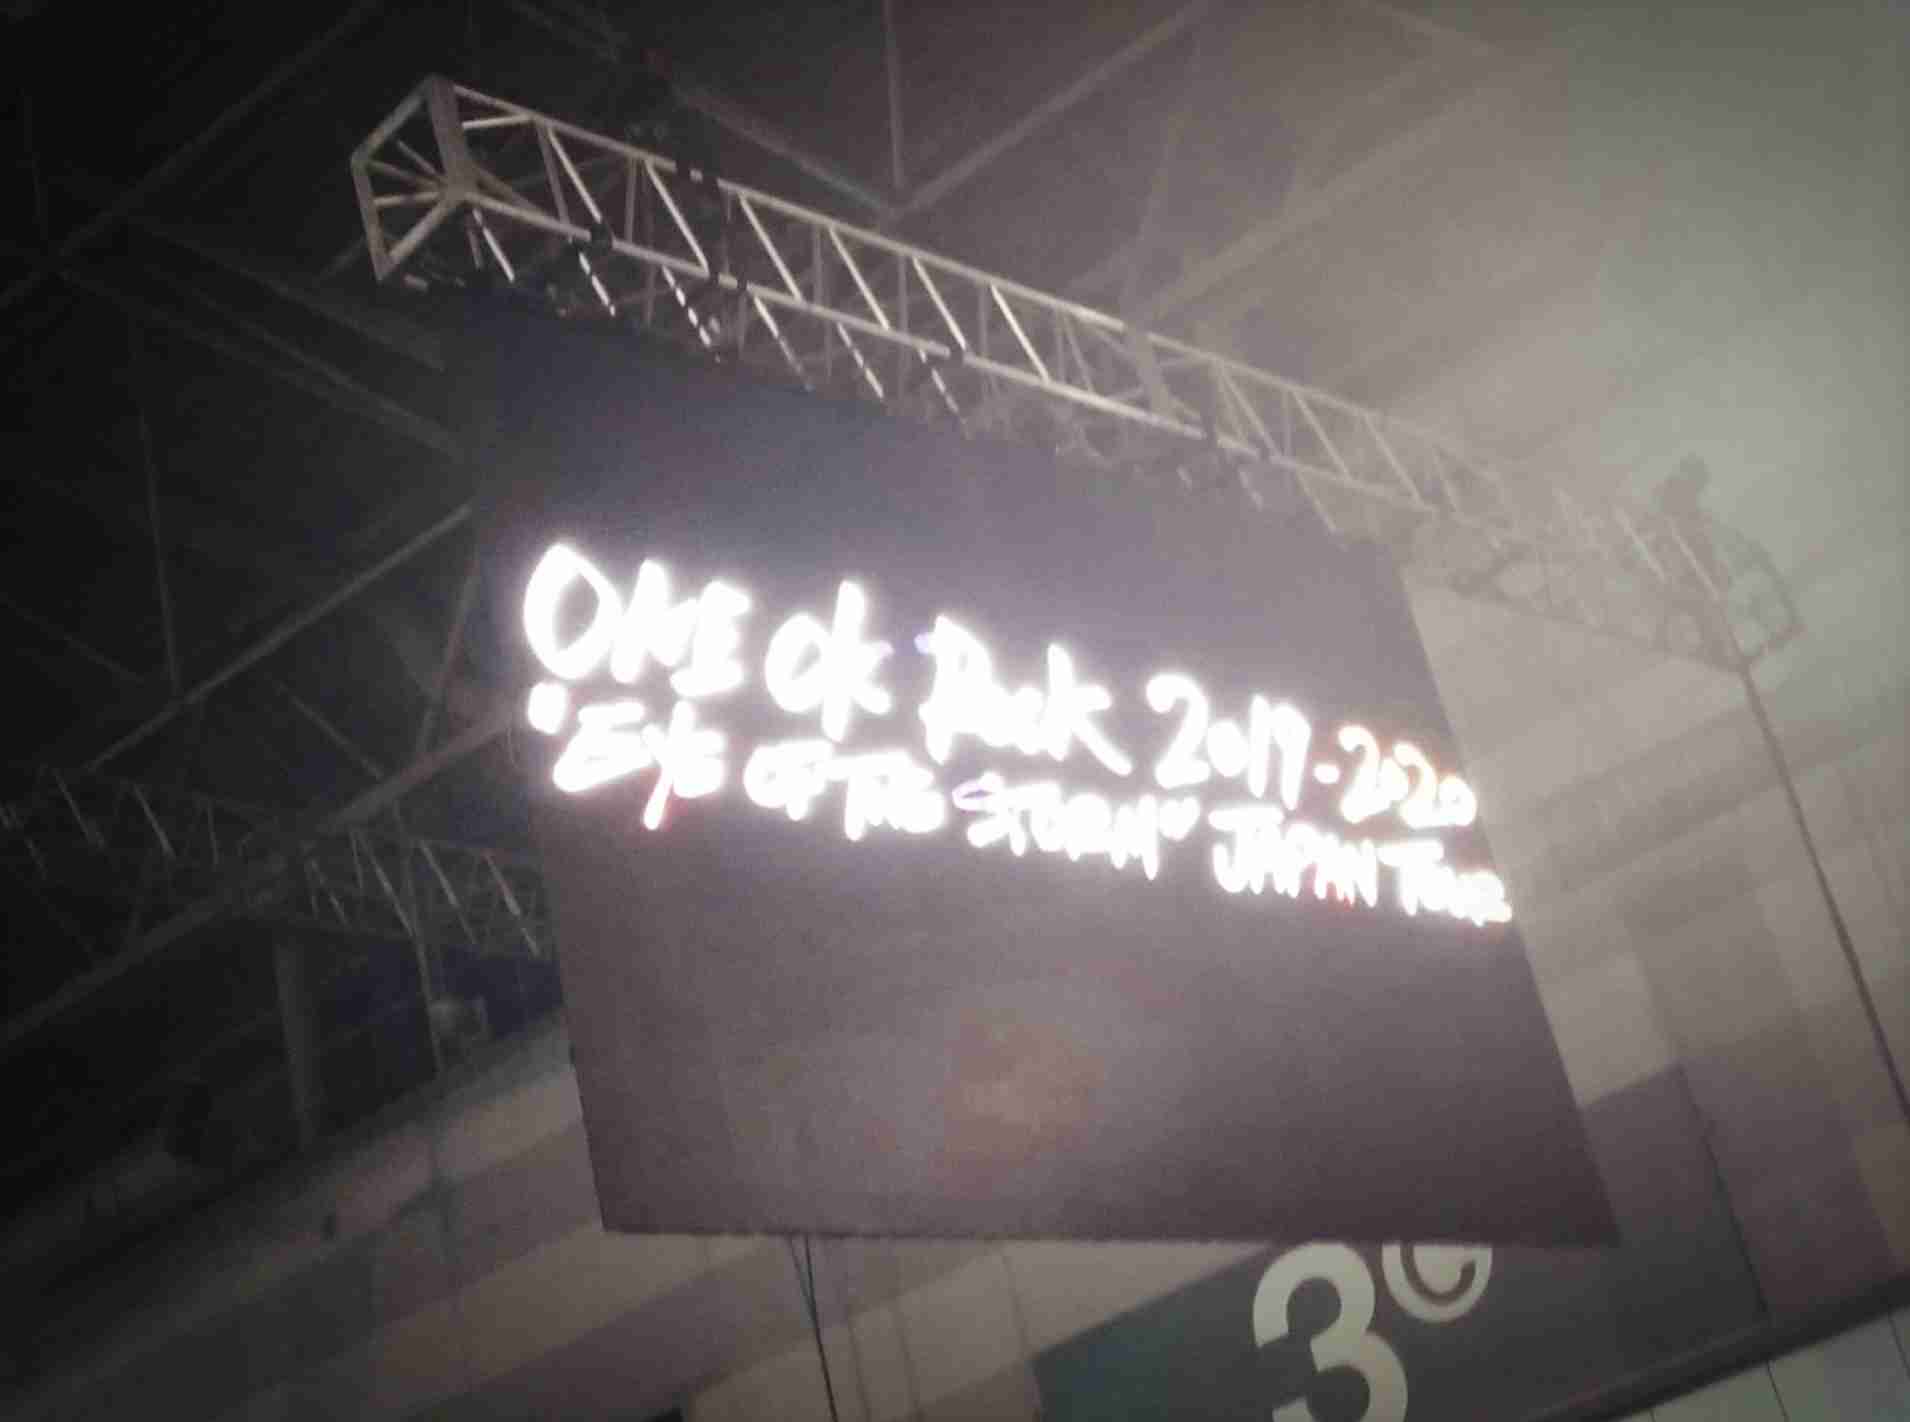 ONE OK Rock 2019-2020
"EYE OF THE STORM" JAPAN TOUR
3